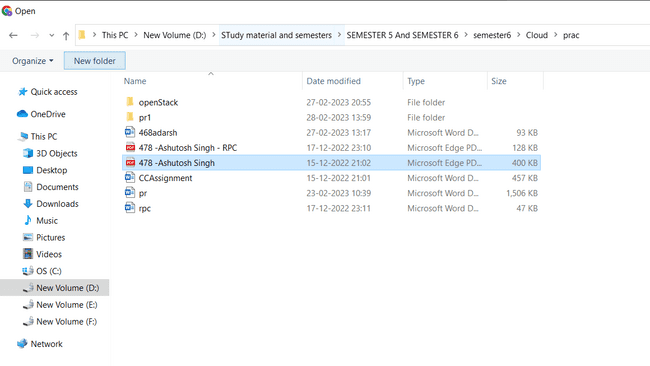 Open
This PC > New Volume (D:) > STudy material and semesters > SEMESTER 5 And SEMESTER 6 > semester6 > Cloud > prac
Organize New folder
Name Date modified Type Size
Quick access
OneDrive
This PC
3D Objects
Desktop
Documents
Downloads
Music
Pictures
Videos
OS (C:)
New Volume (D:)
New Volume (E:)
New Volume (F:)
Network
openStack 27-02-2023 20:55 File folder
pr1 28-02-2023 13:59 File folder
468adarsh 27-02-2023 13:17 Microsoft Word D... 93 KB
478 -Ashutosh Singh - RPC 17-12-2022 23:10 Microsoft Edge PD... 128 KB
478 -Ashutosh Singh 15-12-2022 21:02 Microsoft Edge PD... 400 KB
CCAssignment 15-12-2022 21:01 Microsoft Word D... 457 KB
pr 23-02-2023 10:39 Microsoft Word D... 1,506 KB
rpc 17-12-2022 23:11 Microsoft Word D... 47 KB